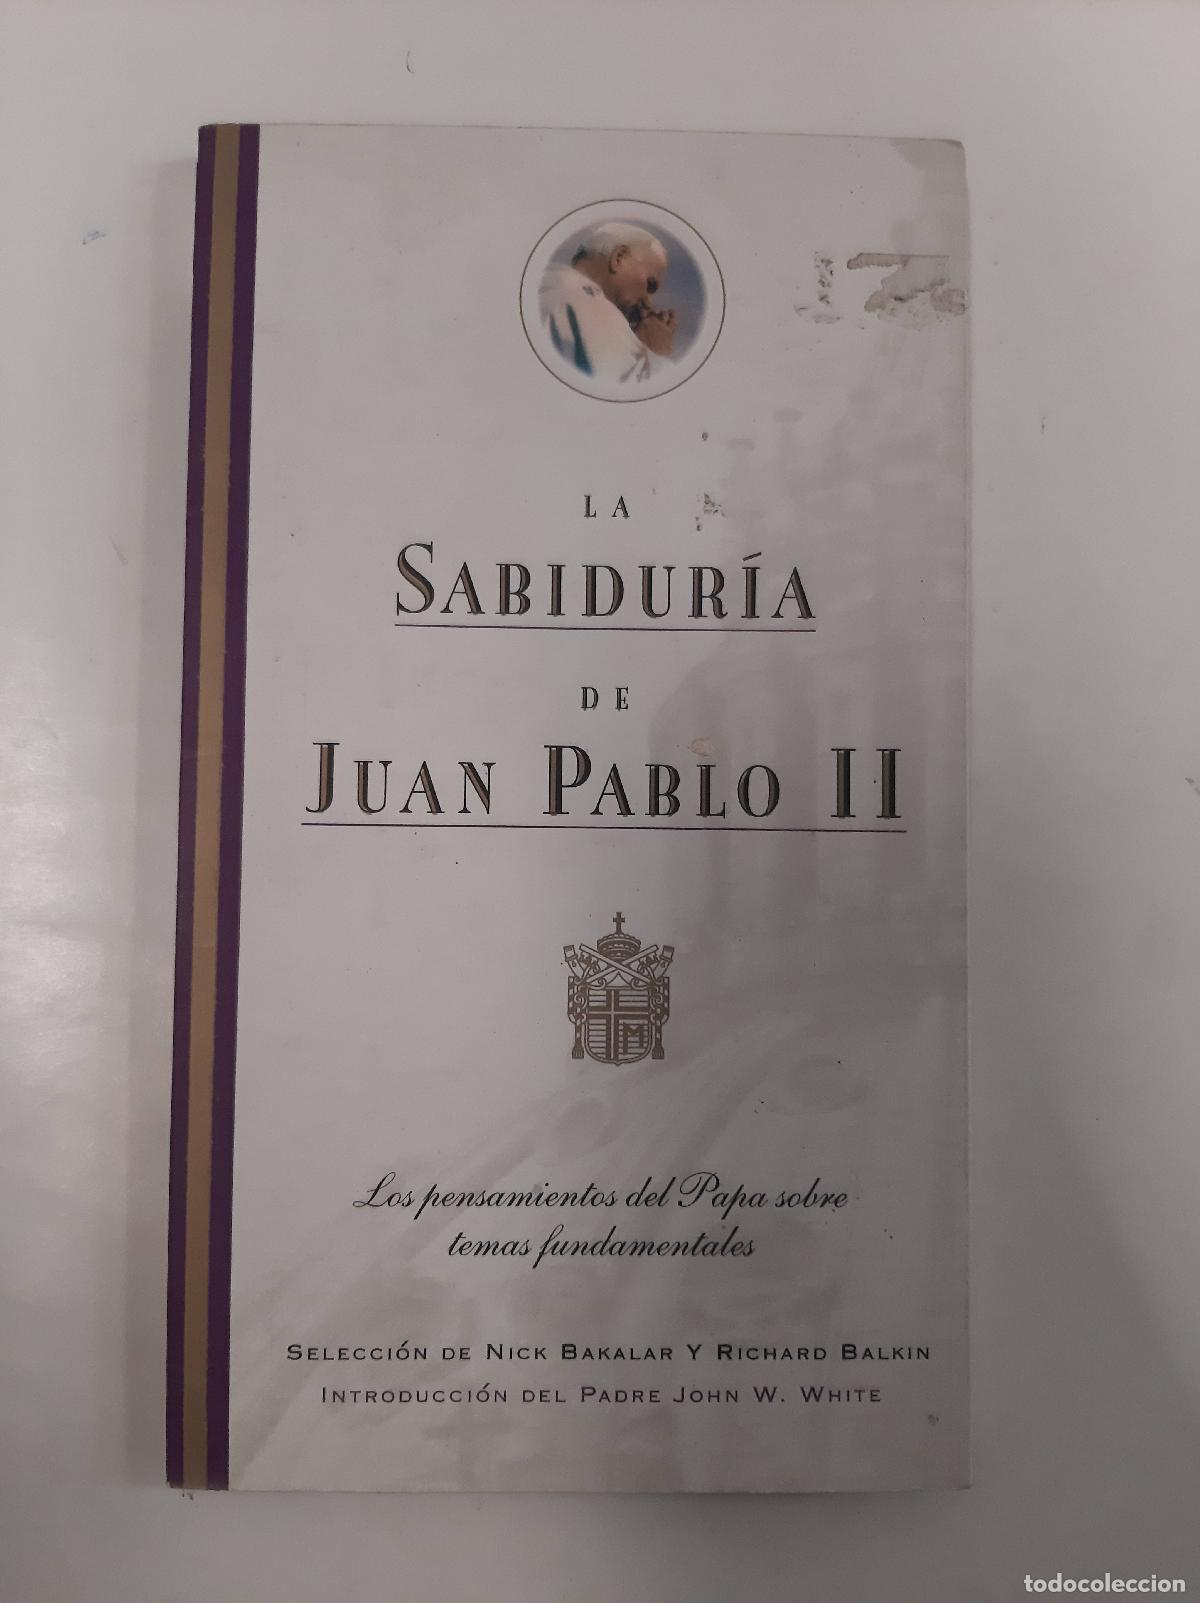 LA
SABIDURÍA
DE
JUAN PABLO II
M
Los pensamientos del Papa sobre
temas fundamentales
SELECCIÓN DE NICK BAKALAR Y RICHARD BALKIN
INTRODUCCIÓN DEL PADRE JOHN W. WHITE
todocoleccion